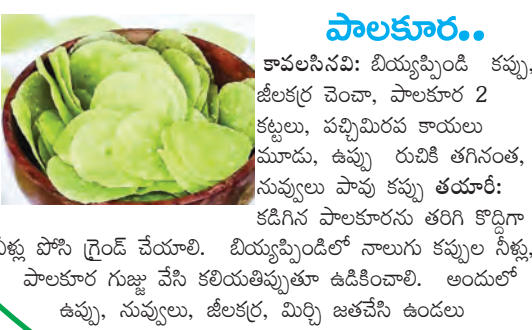 పాలకూర..
కావలసినవి: బియ్యప్పిండి కప్పు,
జీలకర్ర చెంచా, పాలకూర 2
కట్టలు, పచ్చిమిరప కాయలు
మూడు, ఉప్పు రుచికి తగినంత,
నువ్వులు పావు కప్పు తయారీ:
కడిగిన పాలకూరను తరిగి కొద్దిగా
నీళ్లు పోసి గ్రైండ్ చేయాలి. బియ్యప్పిండిలో నాలుగు కప్పుల నీళ్లు,
పాలకూర గుజ్జు వేసి కలియతిప్పుతూ ఉడికించాలి. అందులో
ఉప్పు, నువ్వులు, జీలకర్ర, మిర్చి జతచేసి ఉండలు